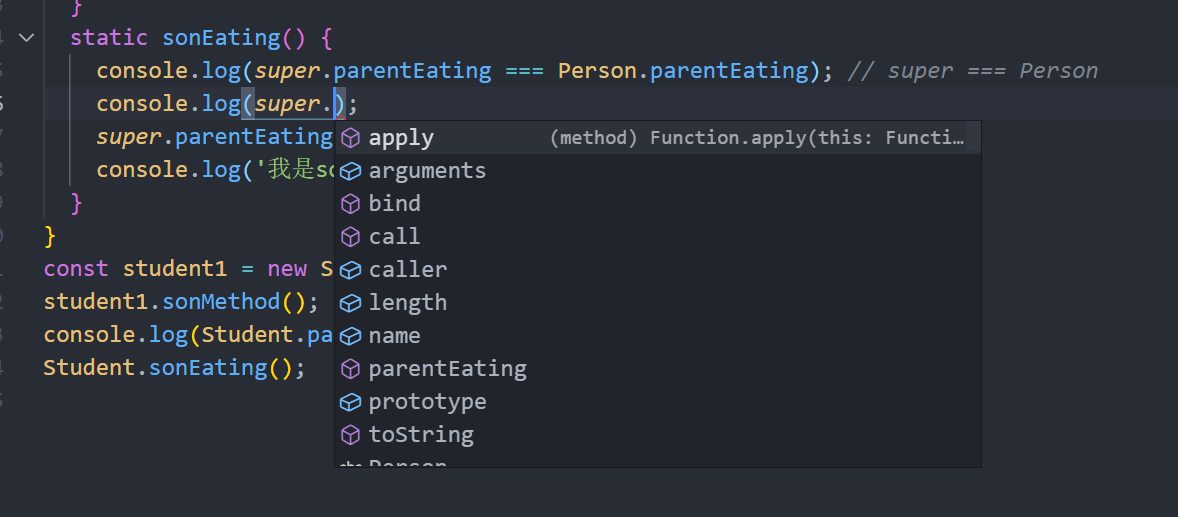 }
static sonEating() {
console.log(super.parentEating === Person.parentEating); // super === Person
console.log(super.);
super.parentEating
console.log('我是so
}
}
const student1 = new S
student1.sonMethod();
console.log(Student.pa
Student.sonEating();
apply (method) Function.apply(this: Functi…
arguments
bind
call
caller
length
name
parentEating
prototype
toString
Person